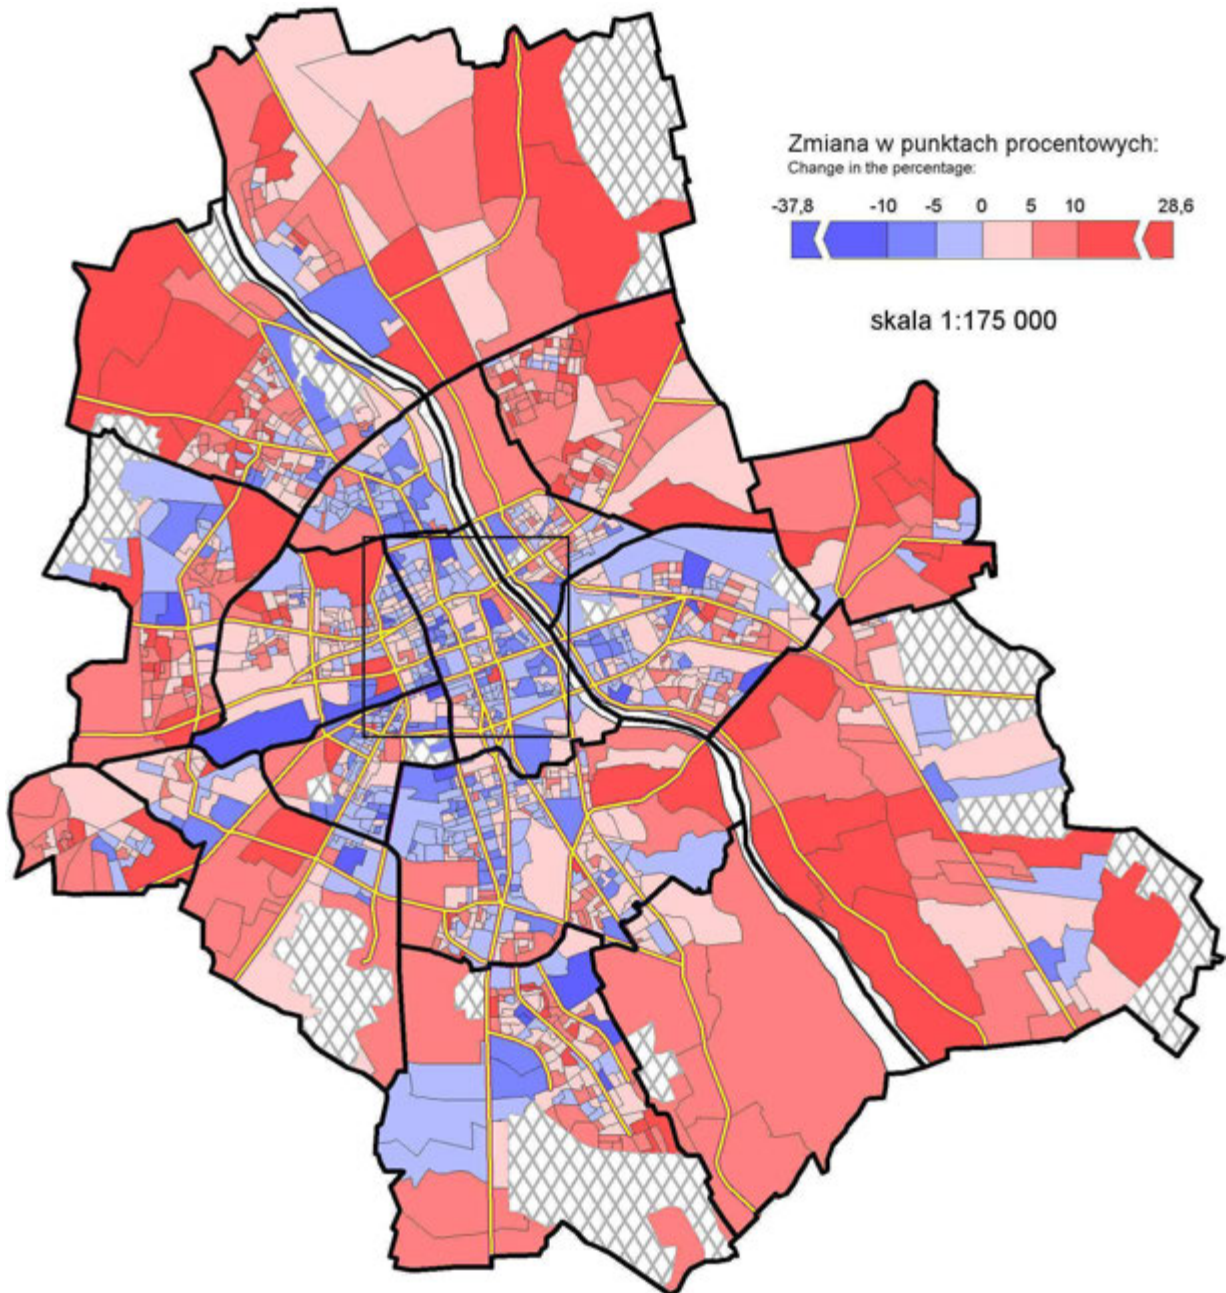 Zmiana w punktach procentowych:
Change in the percentage:
-37,8 -10 -5 0 5 10 28,6
skala 1:175 000